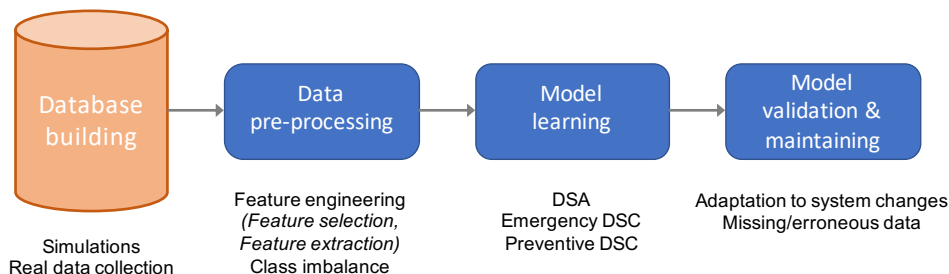 Database
building
Simulations
Real data collection
Data
pre-processing
Feature engineering
(Feature selection,
Feature extraction)
Class imbalance
Model
learning
DSA
Emergency DSC
Preventive DSC
Model
validation &
maintaining
Adaptation to system changes
Missing/erroneous data